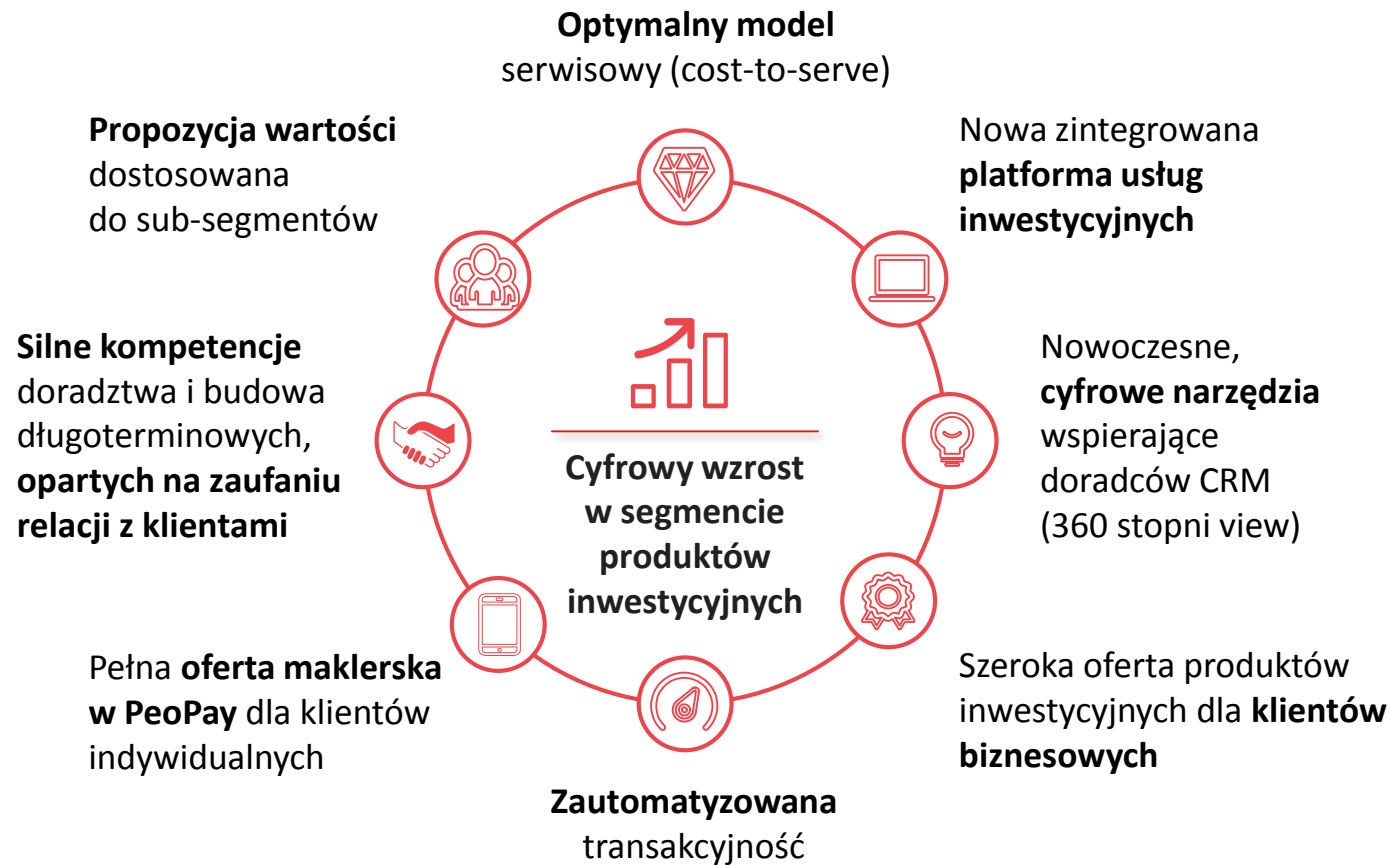 Optymalny model
serwisowy (cost-to-serve)
Propozycja wartości
dostosowana
do sub-segmentów
Nowa zintegrowana
platforma usług
inwestycyjnych
Silne kompetencje
doradztwa i budowa
długoterminowych,
opartych na zaufaniu
relacji z klientami
Cyfrowy wzrost
w segmencie
produktów
inwestycyjnych
Nowoczesne,
cyfrowe narzędzia
wspierające
doradców CRM
(360 stopni view)
Pełna oferta maklerska
w PeoPay dla klientów
indywidualnych
Szeroka oferta produktów
inwestycyjnych dla klientów
biznesowych
Zautomatyzowana
transakcyjność